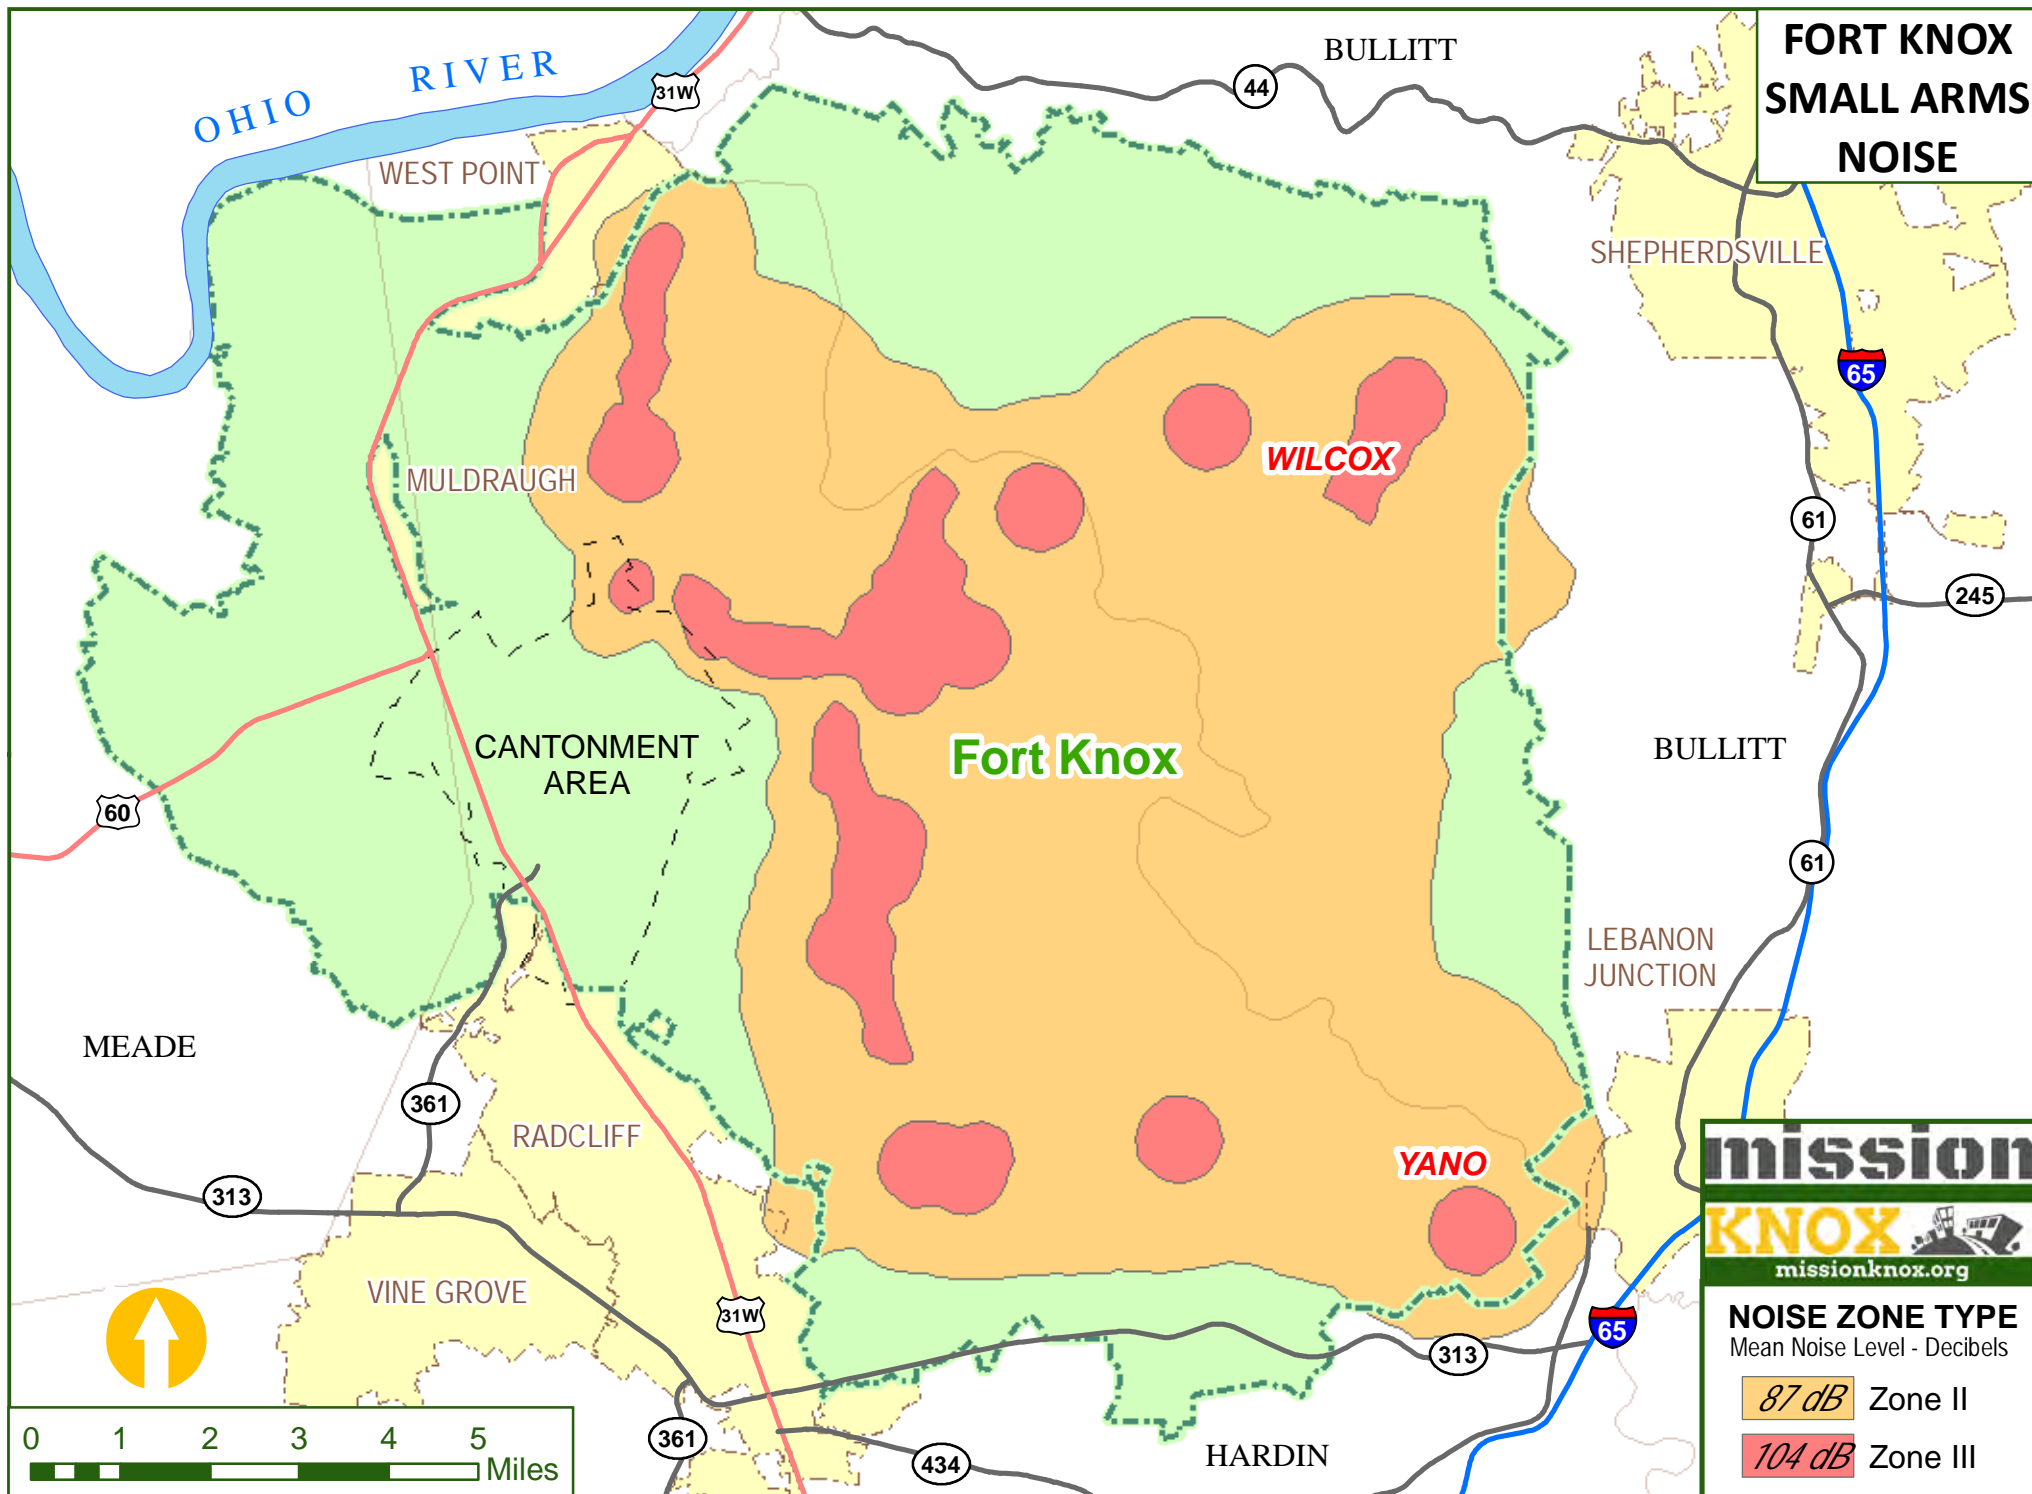 FORT KNOX
SMALL ARMS
NOISE
BULLITT
OHIO RIVER
31W
44
WEST POINT
SHEPHERDSVILLE
65
MULDRAUGH
WILCOX
61
245
CANTONMENT
AREA
Fort Knox
BULLITT
60
61
LEBANON
JUNCTION
MEADE
361
RADCLIFF
YANO
313
VINE GROVE
31W
65
313
361
434
HARDIN
0 1 2 3 4 5
Miles
mission
KNOX
missionknox.org
NOISE ZONE TYPE
Mean Noise Level - Decibels
87 dB Zone II
104 dB Zone III